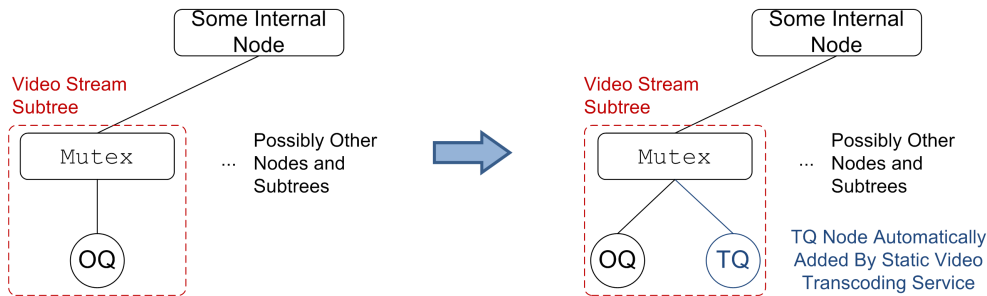 Some Internal
Node
Video Stream
Subtree
Mutex
...
Possibly Other
Nodes and
Subtrees
OQ
Some Internal
Node
Video Stream
Subtree
Mutex
...
Possibly Other
Nodes and
Subtrees
OQ
TQ
TQ Node Automatically
Added By Static Video
Transcoding Service